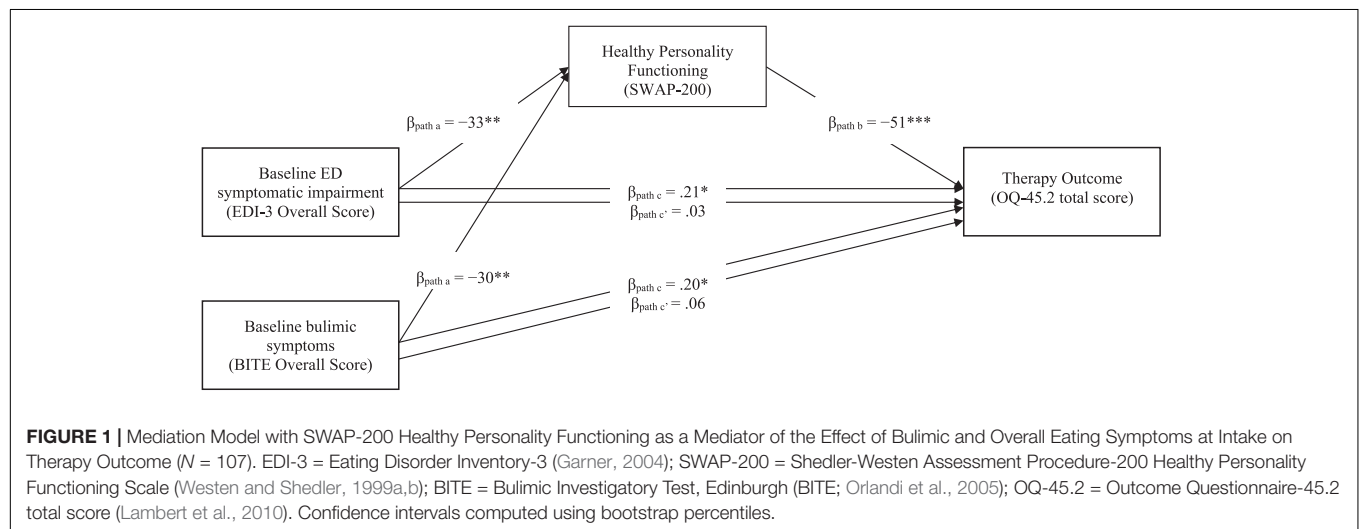 Healthy Personality
Functioning
(SWAP-200)
βpath a = −33**
βpath b = −51***
Baseline ED
symptomatic impairment
(EDI-3 Overall Score)
βpath c = .21*
βpath c' = .03
Therapy Outcome
(OQ-45.2 total score)
βpath a = −30**
βpath c = .20*
βpath c' = .06
Baseline bulimic
symptoms
(BITE Overall Score)
FIGURE 1 | Mediation Model with SWAP-200 Healthy Personality Functioning as a Mediator of the Effect of Bulimic and Overall Eating Symptoms at Intake on
Therapy Outcome (N = 107). EDI-3 = Eating Disorder Inventory-3 (Garner, 2004); SWAP-200 = Shedler-Westen Assessment Procedure-200 Healthy Personality
Functioning Scale (Westen and Shedler, 1999a,b); BITE = Bulimic Investigatory Test, Edinburgh (BITE; Orlandi et al., 2005); OQ-45.2 = Outcome Questionnaire-45.2
total score (Lambert et al., 2010). Confidence intervals computed using bootstrap percentiles.